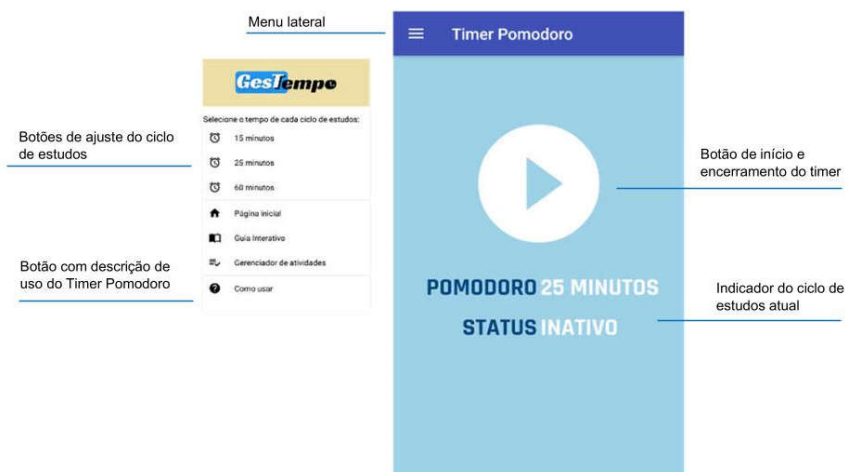 Menu lateral
Timer Pomodoro
GesTempo
Selecione o tempo de cada ciclo de estudos:
15 minutos
25 minutos
60 minutos
Página inicial
Guia Interativo
Gerenciador de atividades
Como usar
Botões de ajuste do ciclo
de estudos
Botão com descrição de
uso do Timer Pomodoro
Botão de início e
encerramento do timer
POMODORO 25 MINUTOS
STATUS INATIVO
Indicador do ciclo de
estudos atual